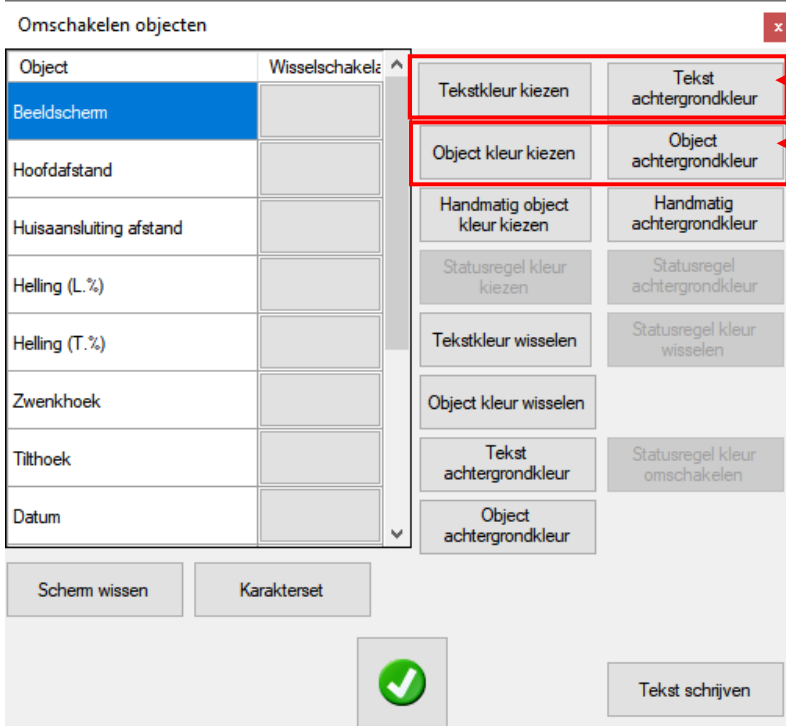 Omschakelen objecten
x
Object Wisselschakela
Beeldscherm
Hoofdafstand
Huisaansluiting afstand
Helling (L.%)
Helling (T.%)
Zwenkhoek
Tilthoek
Datum
Tekstkleur kiezen
Tekst
achtergrondkleur
Object kleur kiezen
Object
achtergrondkleur
Handmatig object
kleur kiezen
Handmatig
achtergrondkleur
Statusregel kleur
kiezen
Statusregel
achtergrondkleur
Tekstkleur wisselen
Statusregel kleur
wisselen
Object kleur wisselen
Tekst
achtergrondkleur
Statusregel kleur
omschakelen
Object
achtergrondkleur
Scherm wissen
Karakterset
Tekst schrijven